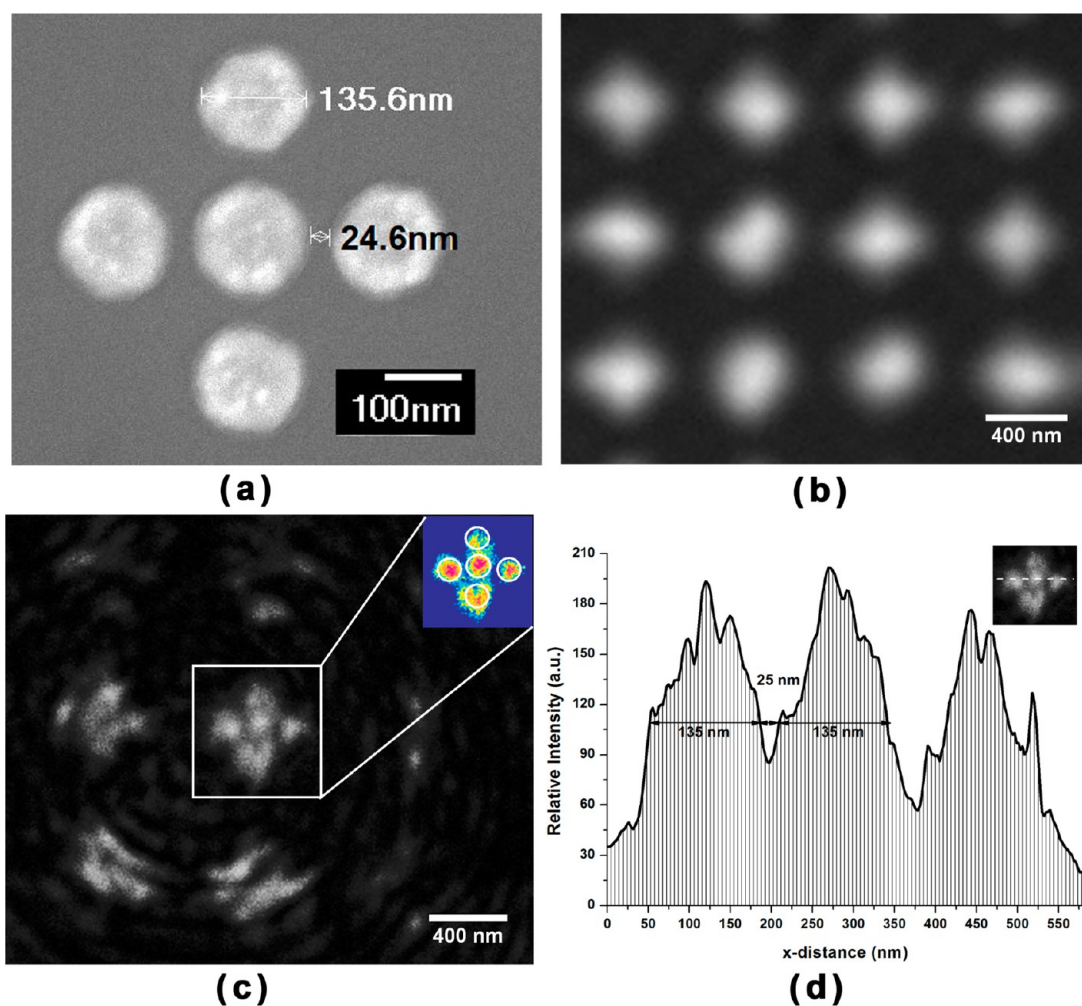 135.6nm
24.6nm
100nm
(a)
400 nm
(b)
400 nm
(c)
Relative Intensity (a.u.)
210
180
150
120
90
60
30
0
25 nm
135 nm 135 nm
0 50 100 150 200 250 300 350 400 450 500 550
x-distance (nm)
(d)